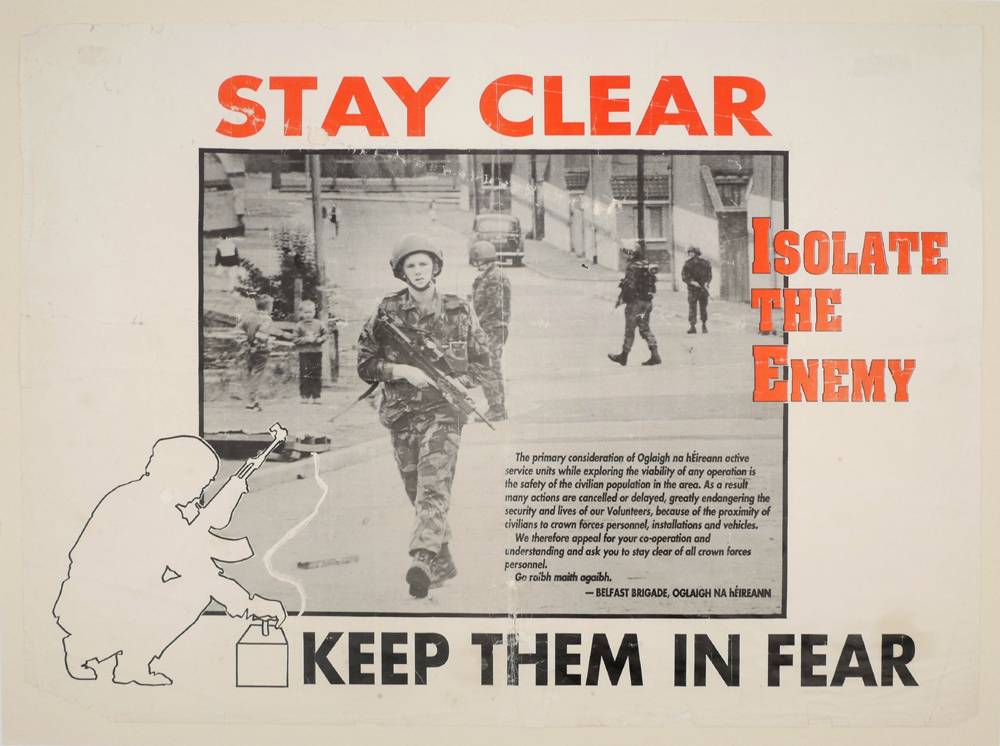 STAY CLEAR
ISOLATE
THE
ENEMY
The primary consideration of Oglaigh na hÉireann active
service units while exploring the viability of any operation is
the safety of the civilian population in the area. As a result
many actions are cancelled or delayed, greatly endangering the
security and lives of our Volunteers, because of the proximity of
civilians to crown forces personnel, installations and vehicles.
We therefore appeal for your co-operation and
understanding and ask you to stay clear of all crown forces
personnel.
Go raibh maith agaibh.
— BELFAST BRIGADE, OGLAIGH NA hÉIREANN
KEEP THEM IN FEAR